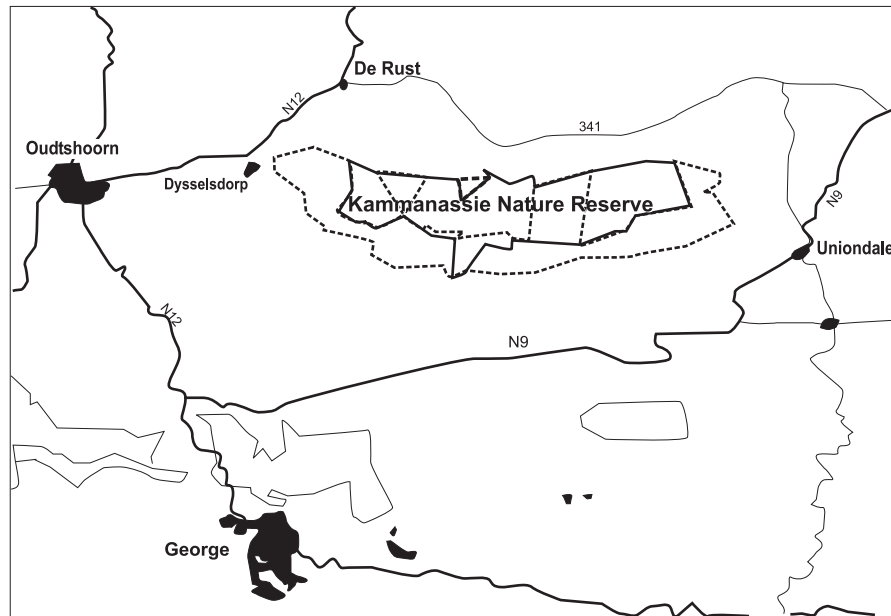 De Rust
N12
341
Oudtshoorn
Dysselsdorp
Kammanassie Nature Reserve
N9
Uniondale
N12
N9
George